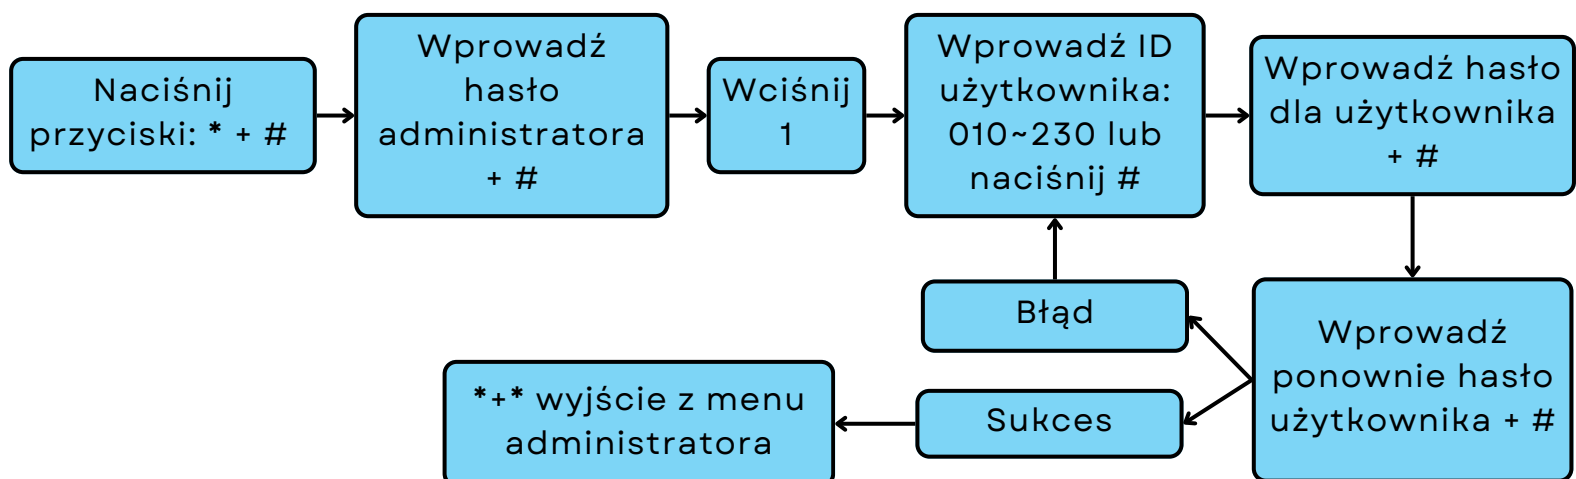 Naciśnij
przyciski: * + #
Wprowadź
hasło
administratora
+ #
Wciśnij
1
Wprowadź ID
użytkownika:
010~230 lub
naciśnij #
Wprowadź hasło
dla użytkownika
+ #
Wprowadź
ponownie hasło
użytkownika + #
Błąd
Sukces
*+* wyjście z menu
administratora